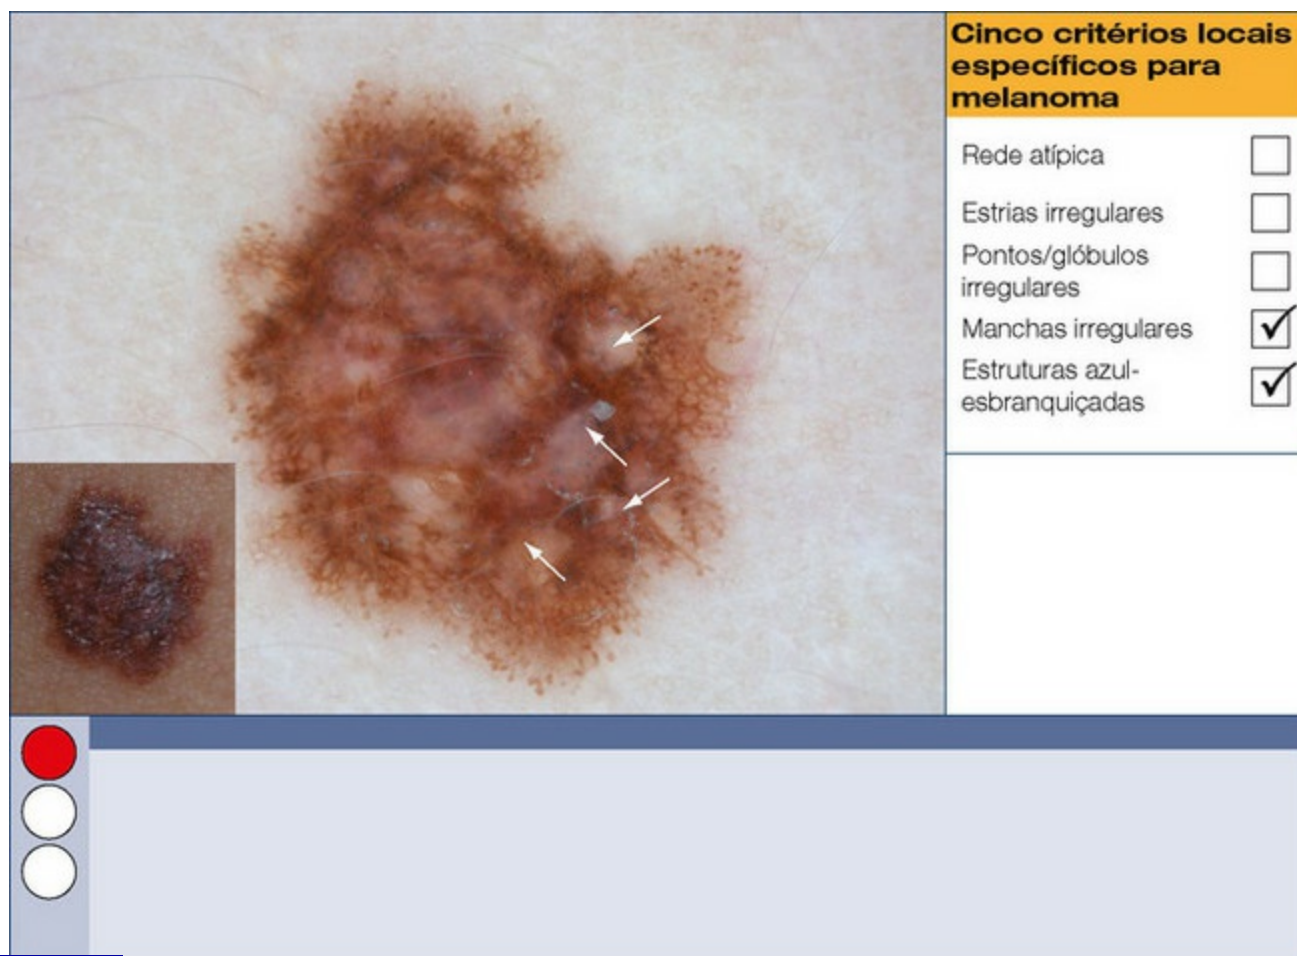 Cinco critérios locais
específicos para
melanoma
Rede atípica
Estrias irregulares
Pontos/glóbulos
irregulares
Manchas irregulares
Estruturas azul-
esbranquiçadas